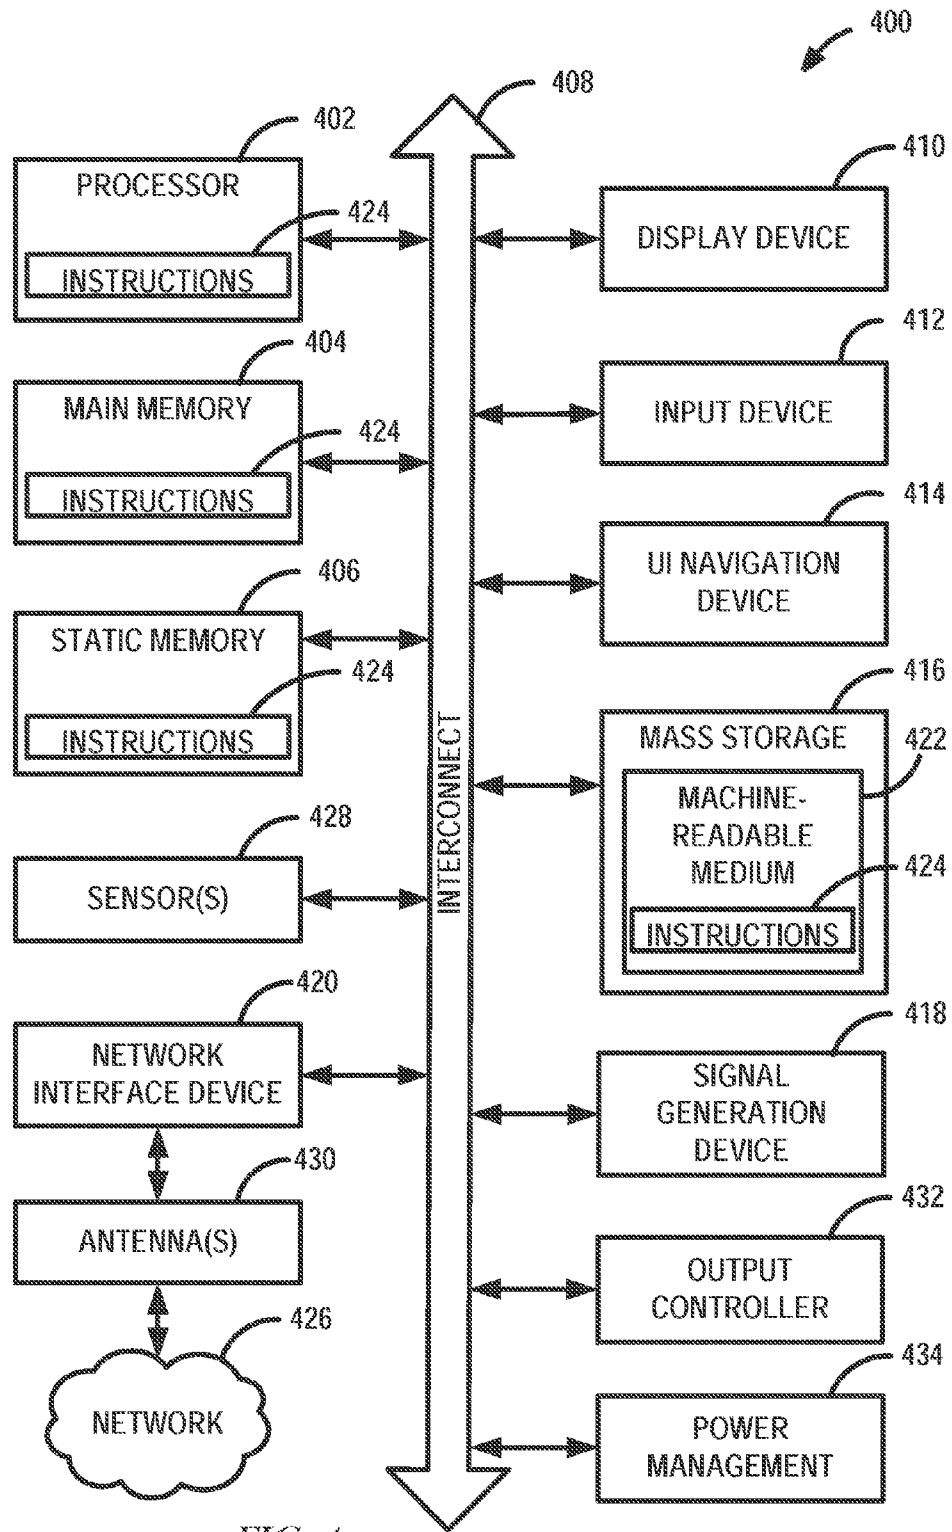 400
408
402
PROCESSOR
424
INSTRUCTIONS
404
MAIN MEMORY
424
INSTRUCTIONS
406
STATIC MEMORY
424
INSTRUCTIONS
428
SENSOR(S)
420
NETWORK
INTERFACE DEVICE
430
ANTENNA(S)
426
NETWORK
INTERCONNECT
410
DISPLAY DEVICE
412
INPUT DEVICE
414
UI NAVIGATION
DEVICE
416
MASS STORAGE
422
MACHINE-
READABLE
MEDIUM
424
INSTRUCTIONS
418
SIGNAL
GENERATION
DEVICE
432
OUTPUT
CONTROLLER
434
POWER
MANAGEMENT